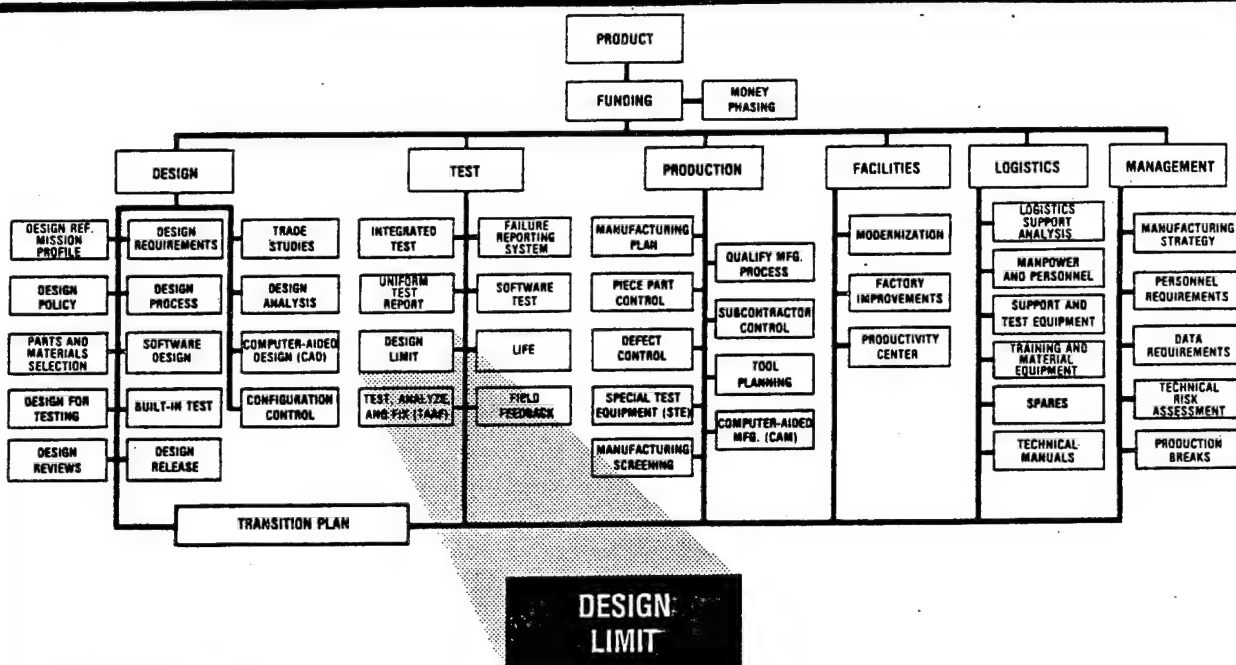 PRODUCT
FUNDING
MONEY
PHASING
DESIGN
TEST
PRODUCTION
FACILITIES
LOGISTICS
MANAGEMENT
DESIGN REF.
MISSION
PROFILE
DESIGN
REQUIREMENTS
TRADE
STUDIES
DESIGN
POLICY
DESIGN
PROCESS
DESIGN
ANALYSIS
PARTS AND
MATERIALS
SELECTION
SOFTWARE
DESIGN
COMPUTER-AIDED
DESIGN (CAD)
DESIGN FOR
TESTING
BUILT-IN TEST
CONFIGURATION
CONTROL
DESIGN
REVIEWS
DESIGN
RELEASE
INTEGRATED
TEST
FAILURE
REPORTING
SYSTEM
UNIFORM
TEST
REPORT
SOFTWARE
TEST
DESIGN
LIMIT
LIFE
TEST, ANALYZE,
AND FIX (TAAF)
FIELD
FEEDBACK
MANUFACTURING
PLAN
QUALIFY MFG.
PROCESS
PIECE PART
CONTROL
SUBCONTRACTOR
CONTROL
DEFECT
CONTROL
TOOL
PLANNING
SPECIAL TEST
EQUIPMENT (STE)
COMPUTER-AIDED
MFG. (CAM)
MANUFACTURING
SCREENING
MODERNIZATION
FACTORY
IMPROVEMENTS
PRODUCTIVITY
CENTER
LOGISTICS
SUPPORT
ANALYSIS
MANPOWER
AND PERSONNEL
SUPPORT AND
TEST EQUIPMENT
TRAINING AND
MATERIAL
EQUIPMENT
SPARES
TECHNICAL
MANUALS
MANUFACTURING
STRATEGY
PERSONNEL
REQUIREMENTS
DATA
REQUIREMENTS
TECHNICAL
RISK
ASSESSMENT
PRODUCTION
BREAKS
TRANSITION PLAN
DESIGN
LIMIT